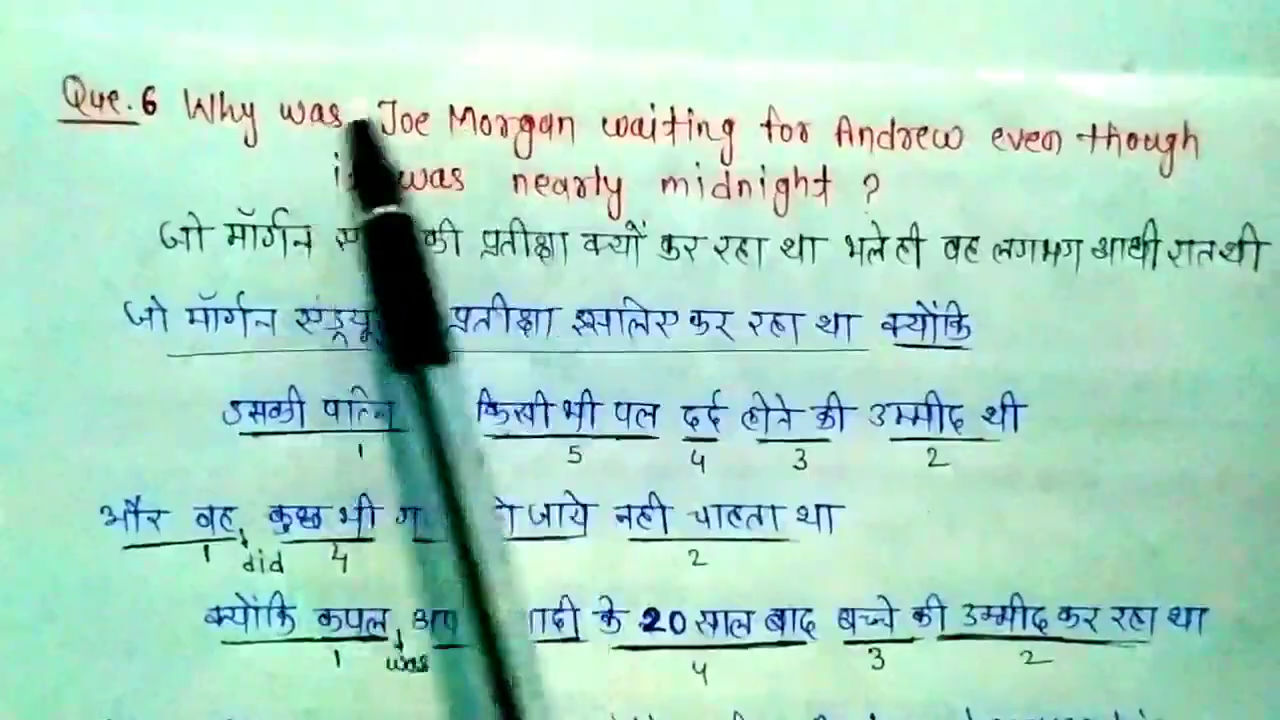 Que. 6 Why was Joe Morgan waiting for Andrew even though
was nearly midnight ?
जो मॉर्गन की प्रतीक्षा क्यों कर रहा था भले ही वह लगभग आधी रात थी
जो मॉर्गन प्रतीक्षा इसलिए कर रहा था क्योंकि
उसकी पत्नि किसी भी पल दर्द होने की उम्मीद थी
1 5 4 3 2
और वह, कुछ भी जाये नही चाहता था
1 did 4 2
क्योंकि कपल, के 20 साल बाद बच्चे की उम्मीद कर रहा था
1 was 4 3 2